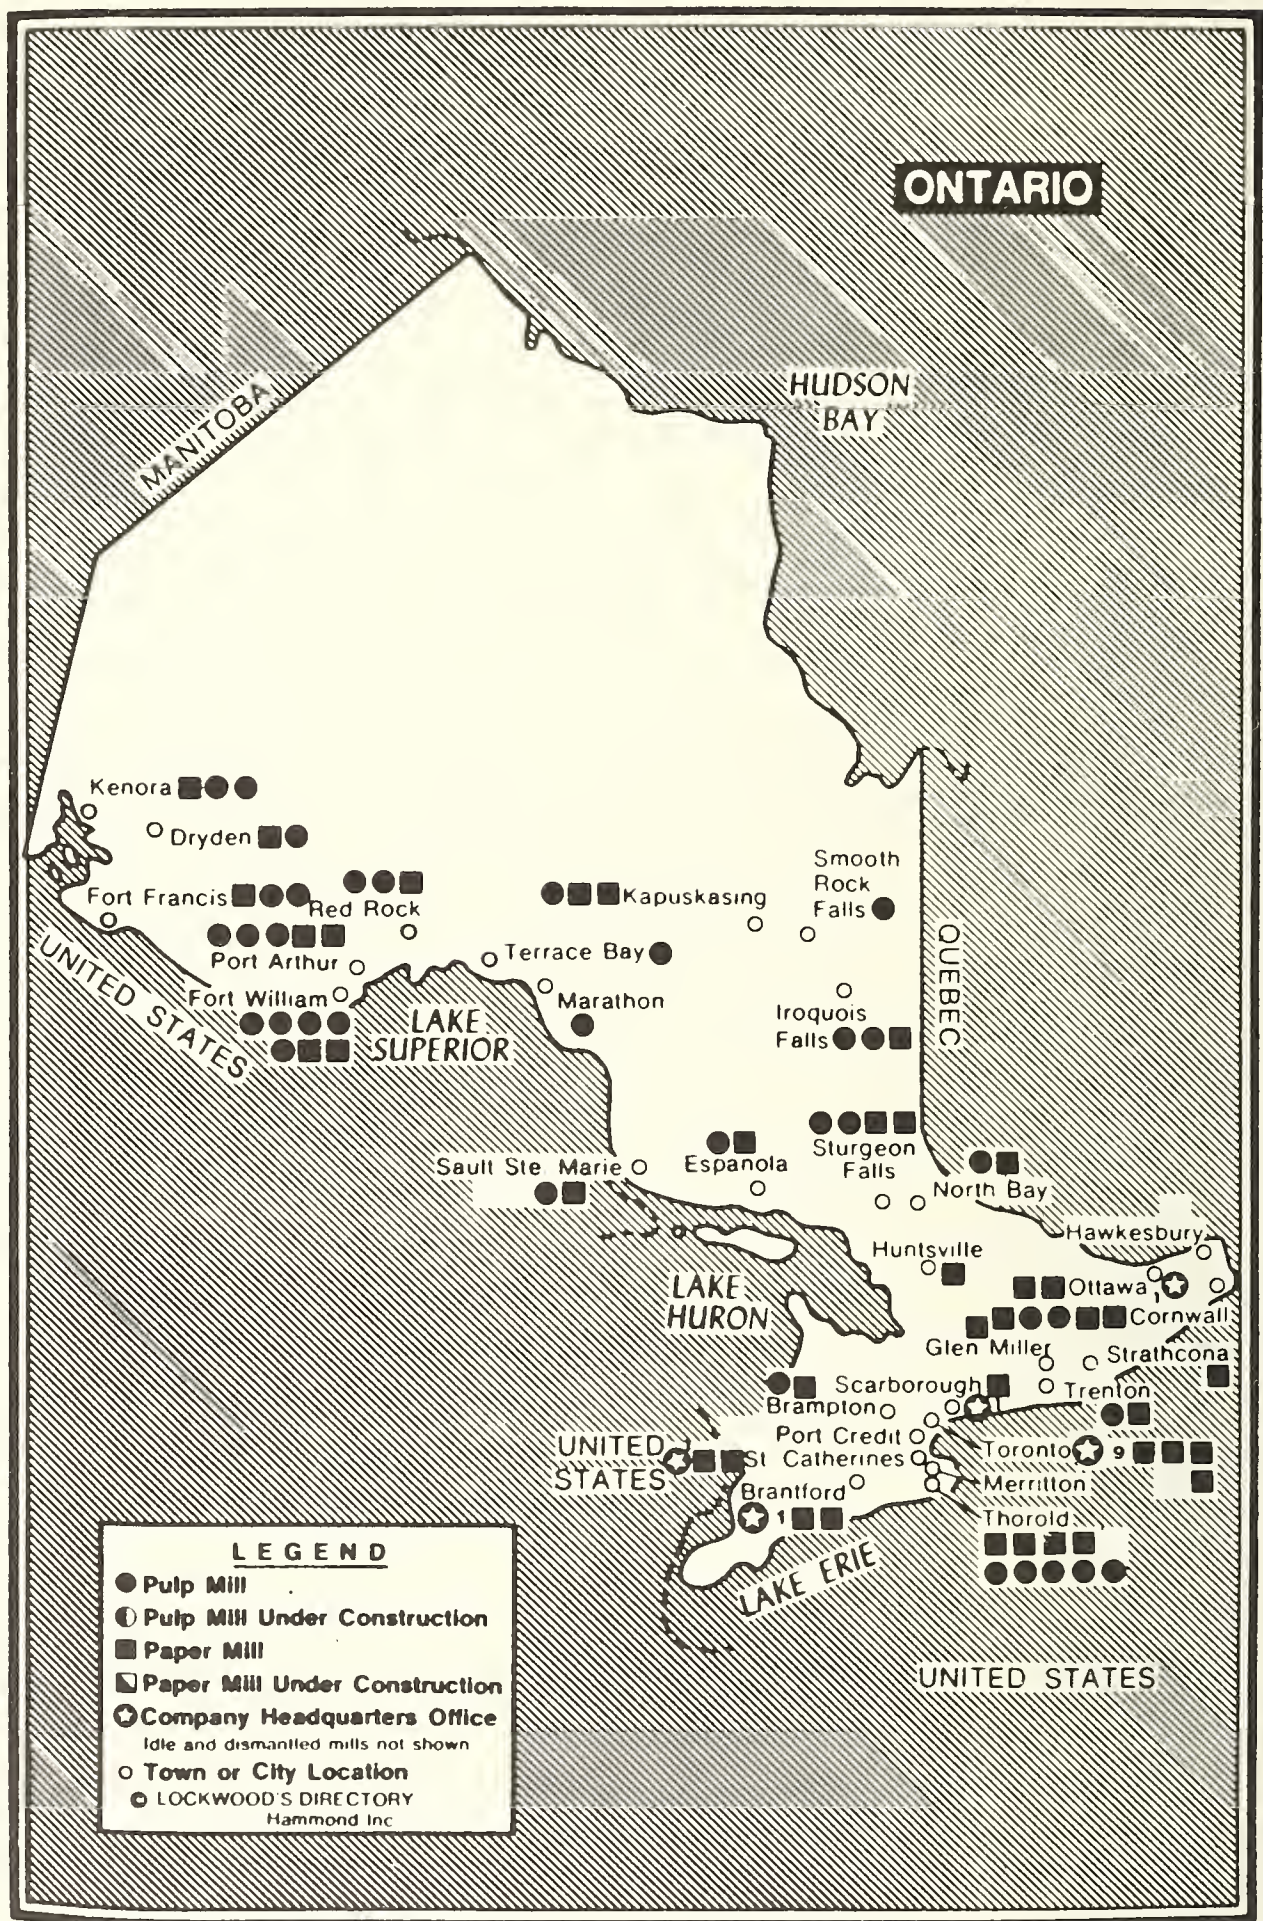 ONTARIO
HUDSON
BAY
MANITOBA
Kenora
Dryden
Smooth
Rock
Falls
Fort Francis
Red Rock
Kapuskasing
Port Arthur
Terrace Bay
QUEBEC
UNITED STATES
Fort William
Marathon
LAKE
SUPERIOR
Iroquois
Falls
Sault Ste. Marie
Espanola
Sturgeon
Falls
North Bay
Hawkesbury
Huntsville
LAKE
HURON
Ottawa 1
Cornwall
Glen Miller
Strathcona
Scarborough 1
Trenton
Brampton
Port Credit
UNITED
STATES
St Catherines
Toronto 9
Brantford
1
Merritton
Thorold
LAKE ERIE
UNITED STATES
LEGEND
Pulp Mill
Pulp Mill Under Construction
Paper Mill
Paper Mill Under Construction
Company Headquarters Office
Idle and dismantled mills not shown
Town or City Location
© LOCKWOOD'S DIRECTORY
Hammond Inc